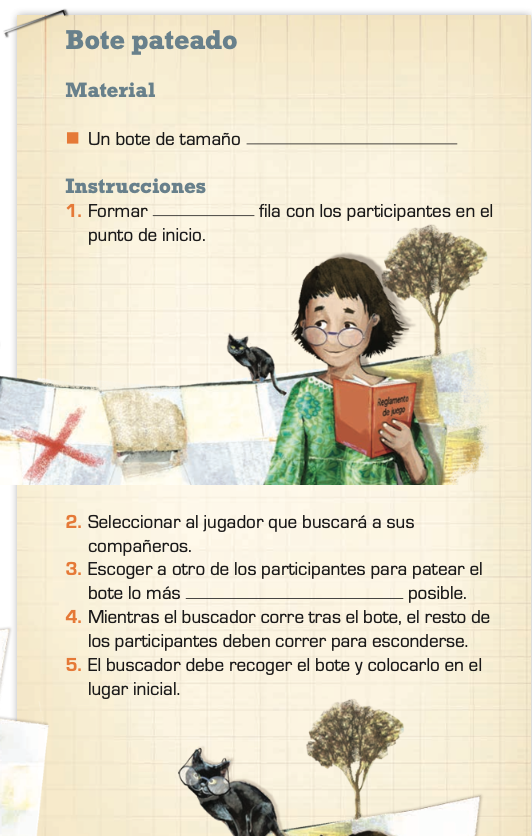 Bote pateado
Material
Un bote de tamaño ____________________
Instrucciones
1. Formar __________ fila con los participantes en el
punto de inicio.
Reglamento
de juego
2. Seleccionar al jugador que buscará a sus
compañeros.
3. Escoger a otro de los participantes para patear el
bote lo más ____________________ posible.
4. Mientras el buscador corre tras el bote, el resto de
los participantes deben correr para esconderse.
5. El buscador debe recoger el bote y colocarlo en el
lugar inicial.